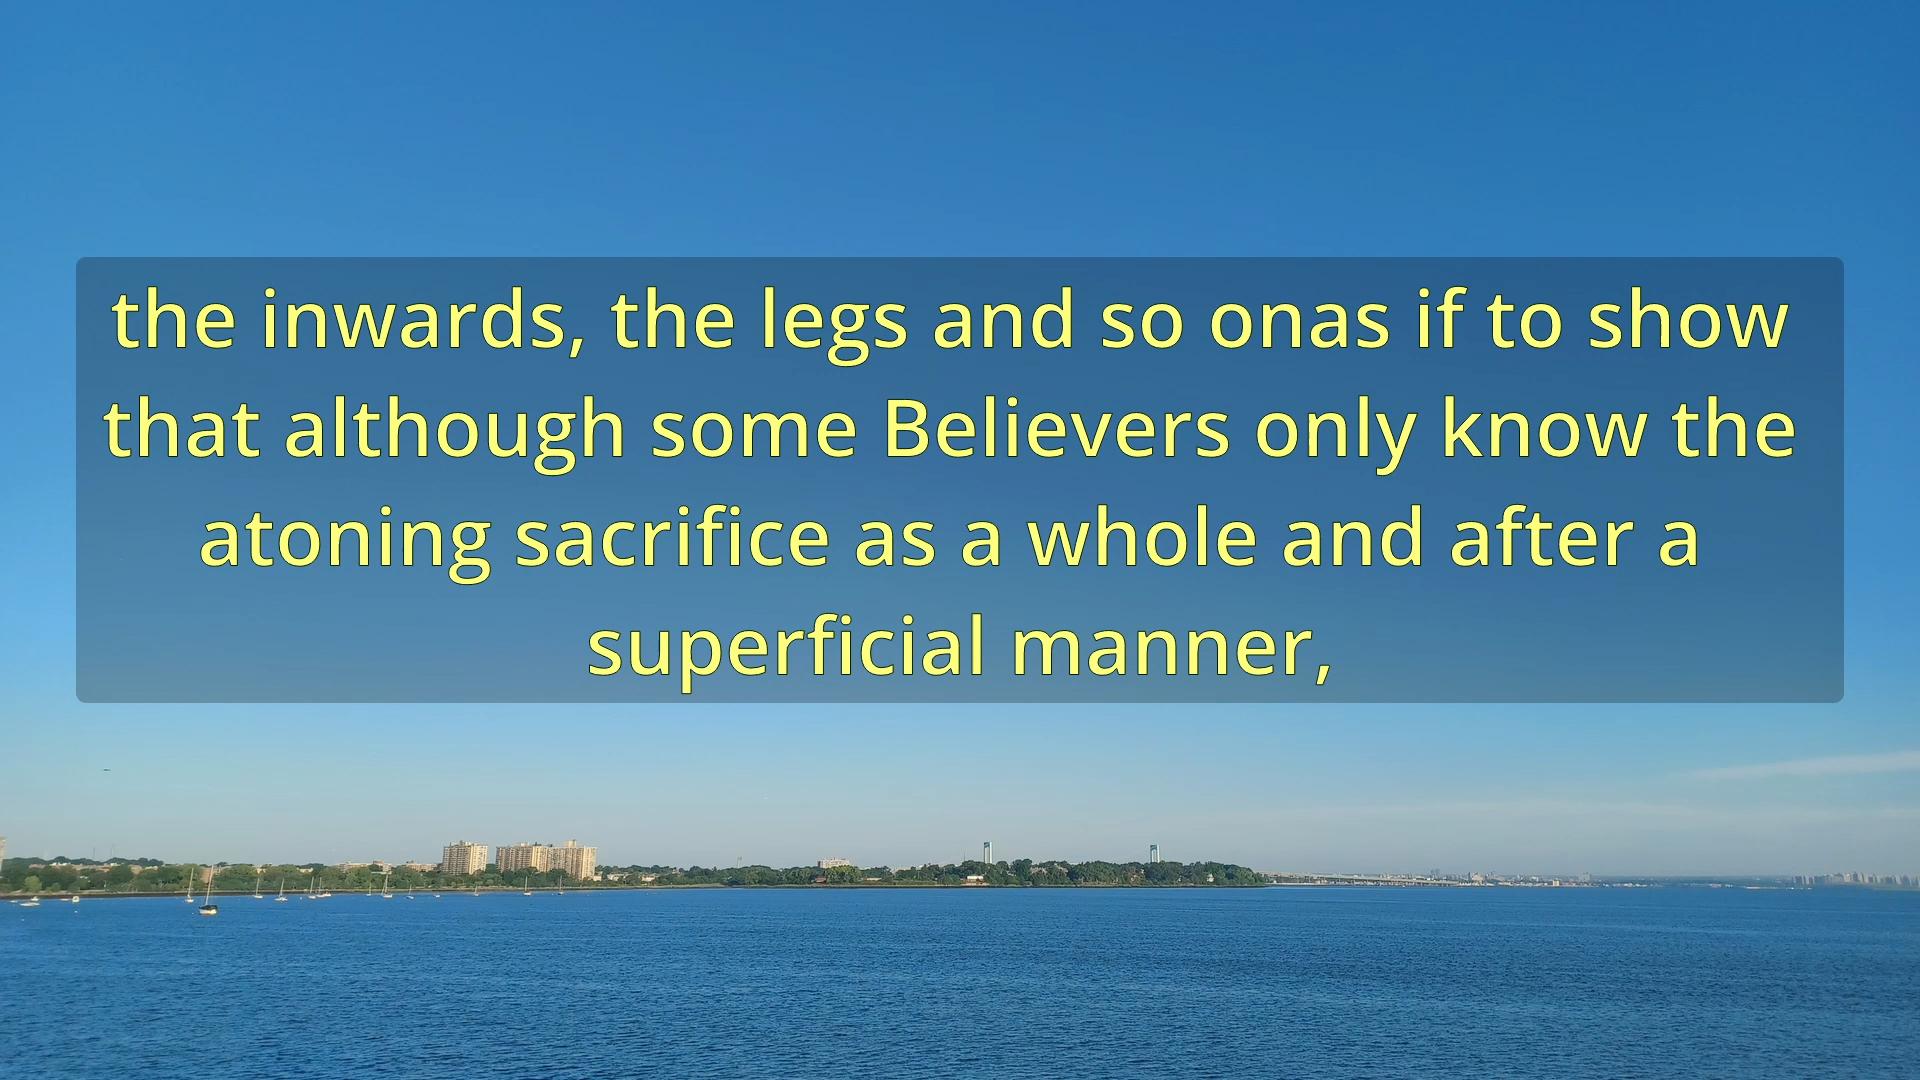 the inwards, the legs and so onas if to show
that although some Believers only know the
atoning sacrifice as a whole and after a
superficial manner,